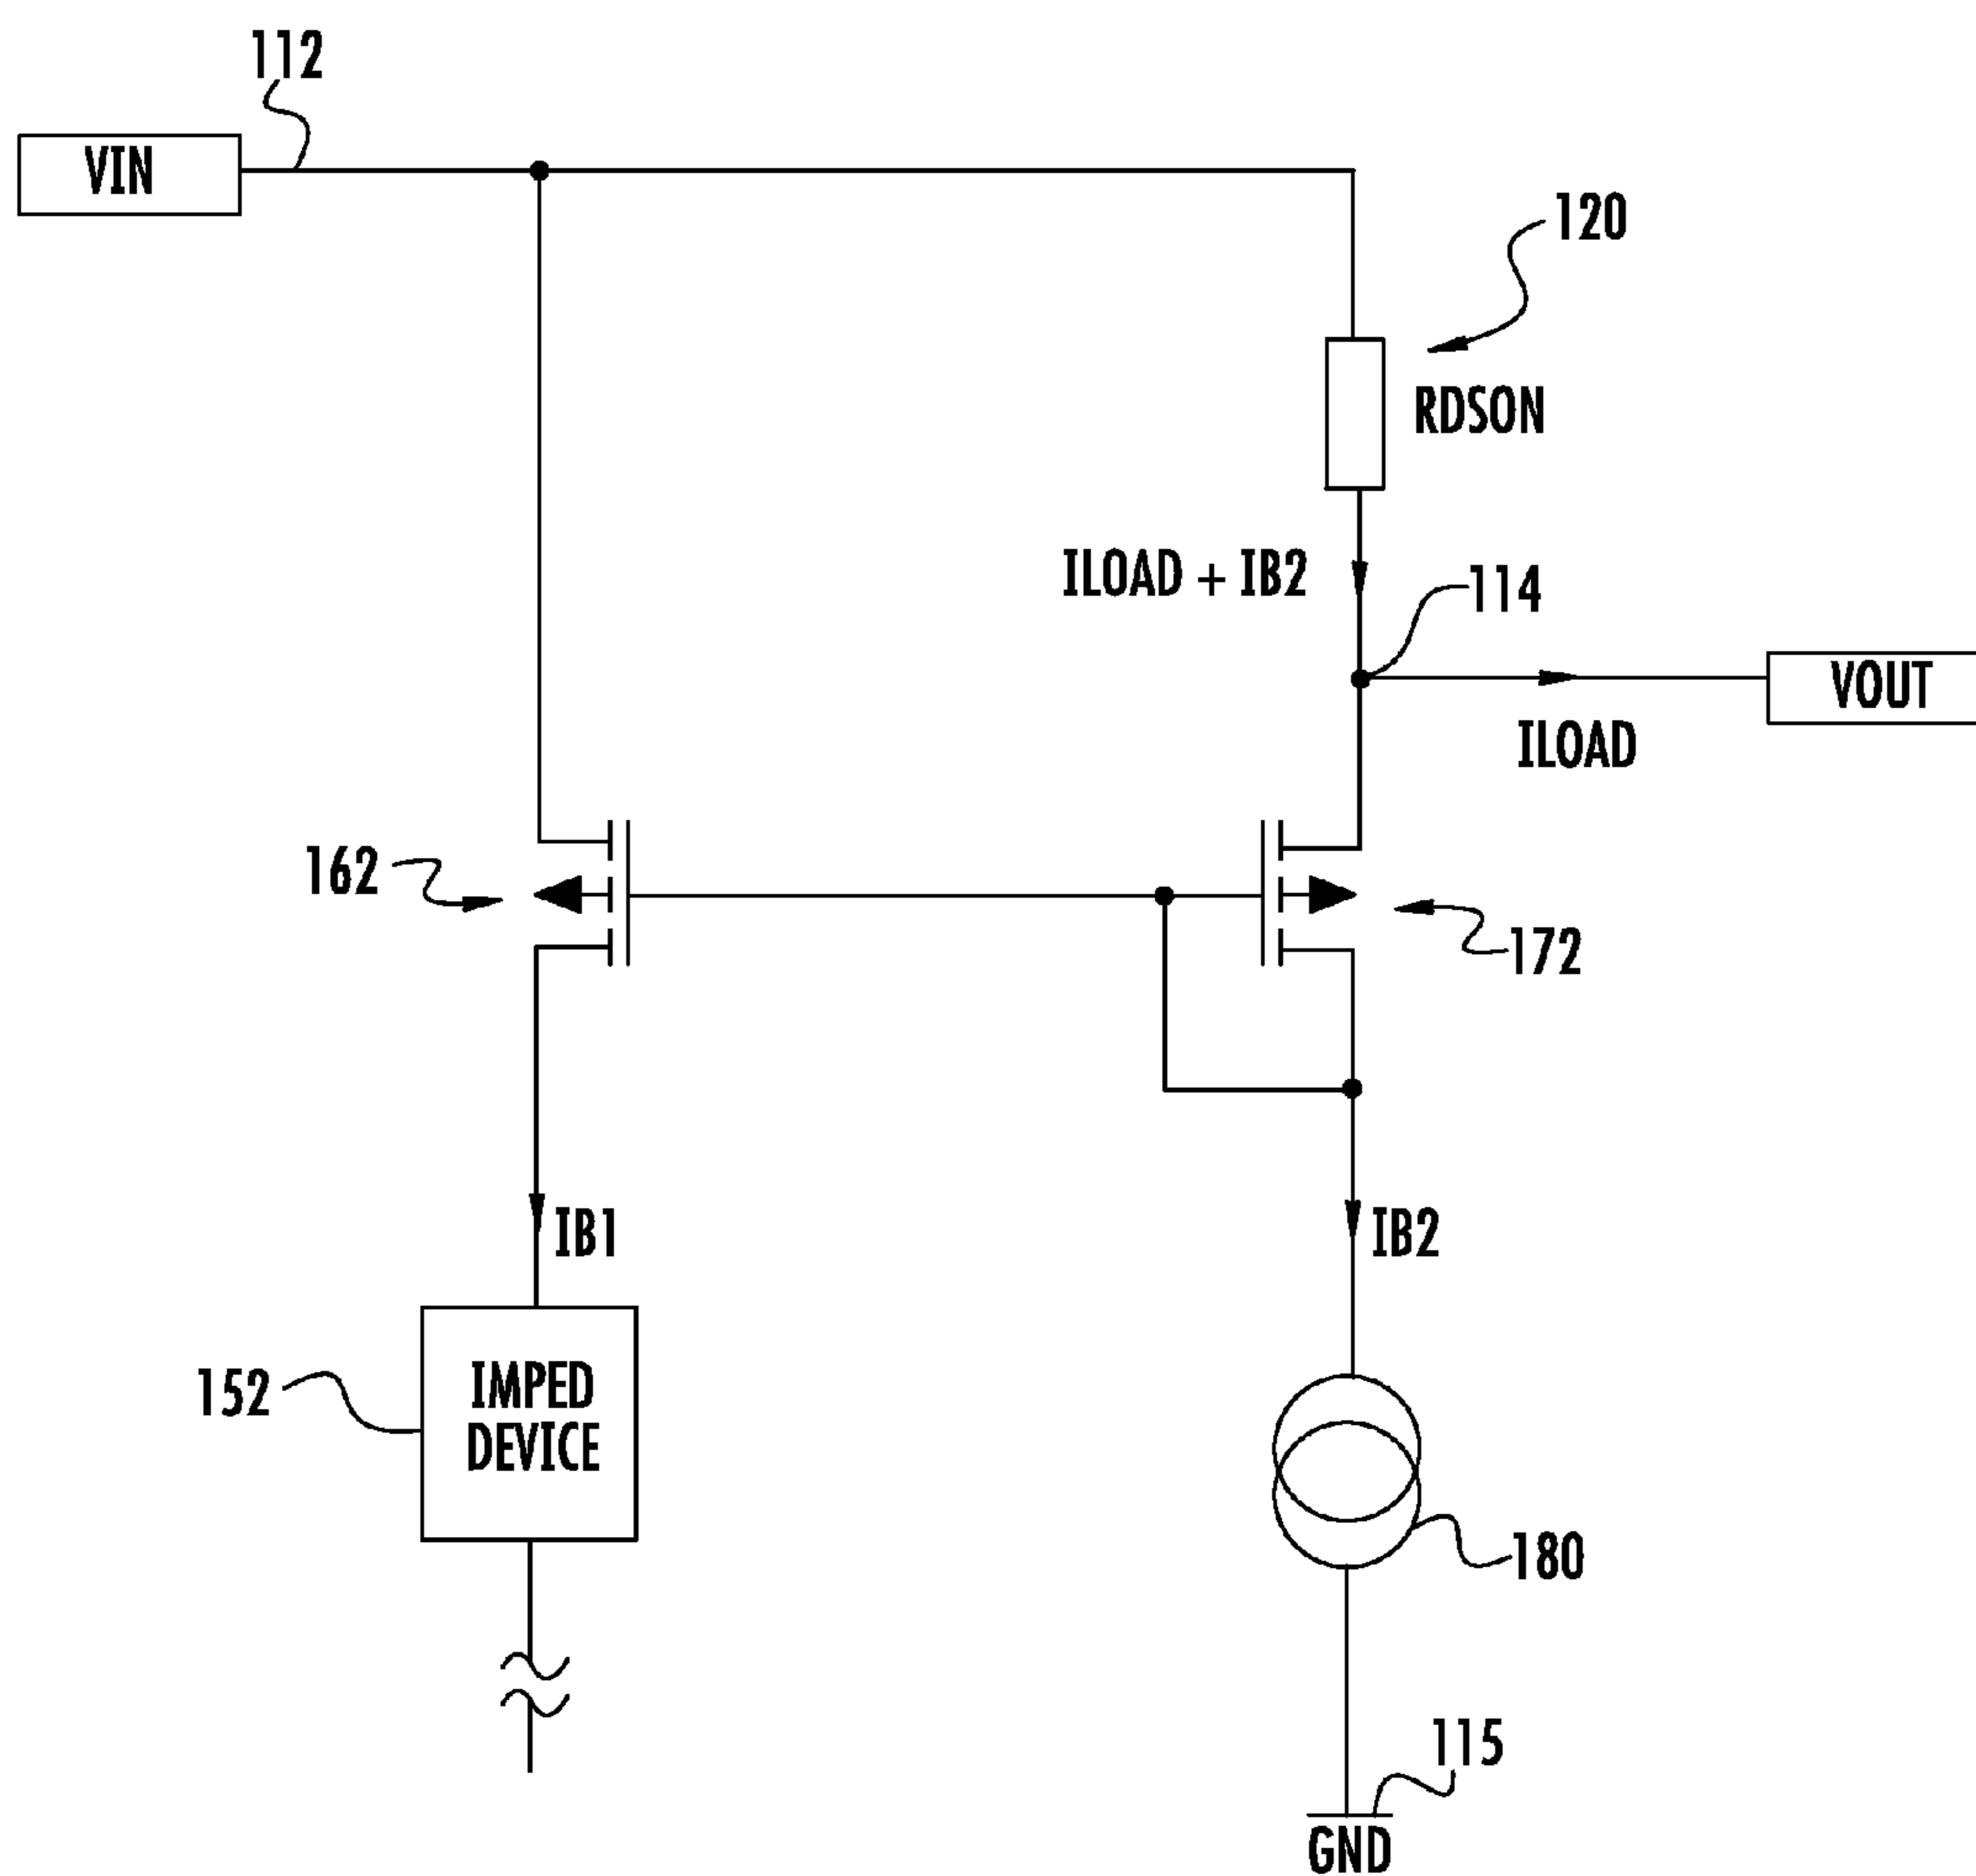 112
VIN
120
RDSON
ILOAD + IB2
114
VOUT
ILOAD
162
172
IB1
IB2
152
IMPED
DEVICE
180
115
GND